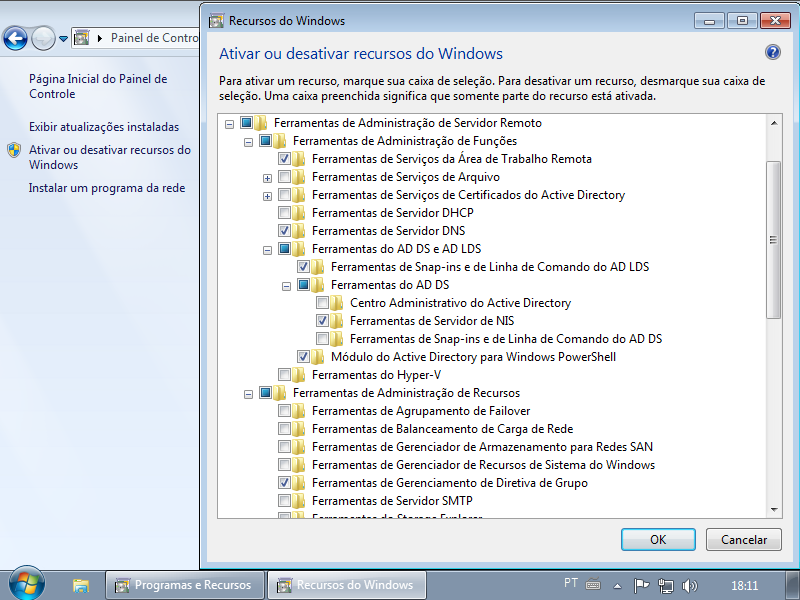 Recursos do Windows
Painel de Contro
Página Inicial do Painel de
Controle
Exibir atualizações instaladas
Ativar ou desativar recursos do
Windows
Instalar um programa da rede
Ativar ou desativar recursos do Windows
Para ativar um recurso, marque sua caixa de seleção. Para desativar um recurso, desmarque sua caixa de
seleção. Uma caixa preenchida significa que somente parte do recurso está ativada.
Ferramentas de Administração de Servidor Remoto
Ferramentas de Administração de Funções
Ferramentas de Serviços da Área de Trabalho Remota
Ferramentas de Serviços de Arquivo
Ferramentas de Serviços de Certificados do Active Directory
Ferramentas de Servidor DHCP
Ferramentas de Servidor DNS
Ferramentas do AD DS e AD LDS
Ferramentas de Snap-ins e de Linha de Comando do AD LDS
Ferramentas do AD DS
Centro Administrativo do Active Directory
Ferramentas de Servidor de NIS
Ferramentas de Snap-ins e de Linha de Comando do AD DS
Módulo do Active Directory para Windows PowerShell
Ferramentas do Hyper-V
Ferramentas de Administração de Recursos
Ferramentas de Agrupamento de Failover
Ferramentas de Balanceamento de Carga de Rede
Ferramentas de Gerenciador de Armazenamento para Redes SAN
Ferramentas de Gerenciador de Recursos de Sistema do Windows
Ferramentas de Gerenciamento de Diretiva de Grupo
Ferramentas de Servidor SMTP
Ferramentas do Storage Explorer
OK
Cancelar
Programas e Recursos
Recursos do Windows
PT
18:11